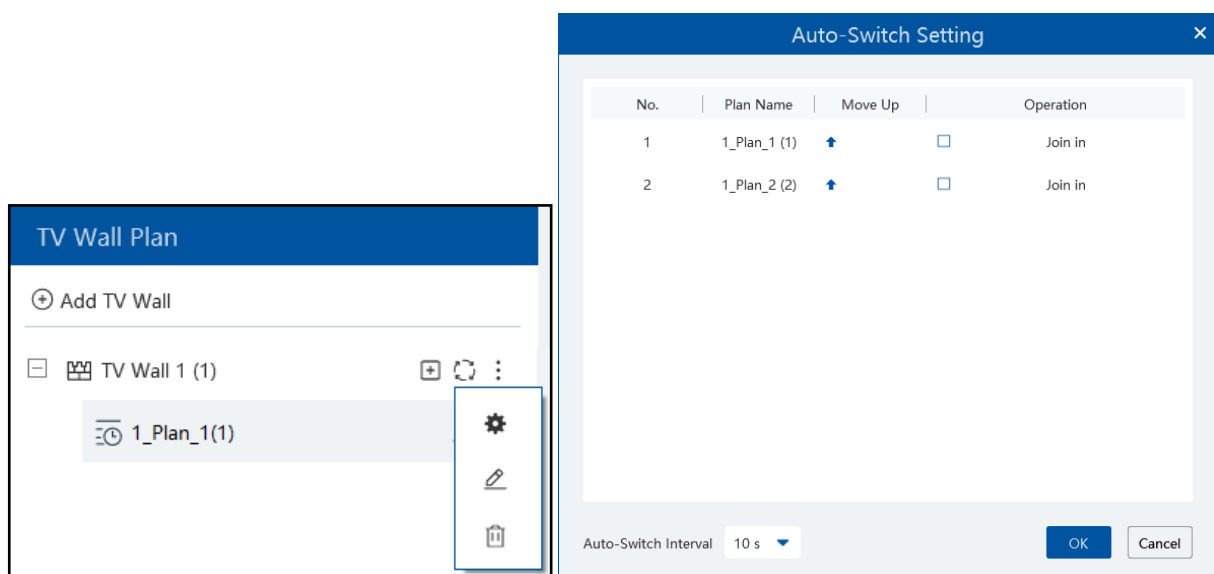 TV Wall Plan
Add TV Wall
TV Wall 1 (1)
1_Plan_1(1)
Auto-Switch Setting
No. Plan Name Move Up Operation
1 1_Plan_1 (1) Join in
2 1_Plan_2 (2) Join in
Auto-Switch Interval 10 s OK Cancel